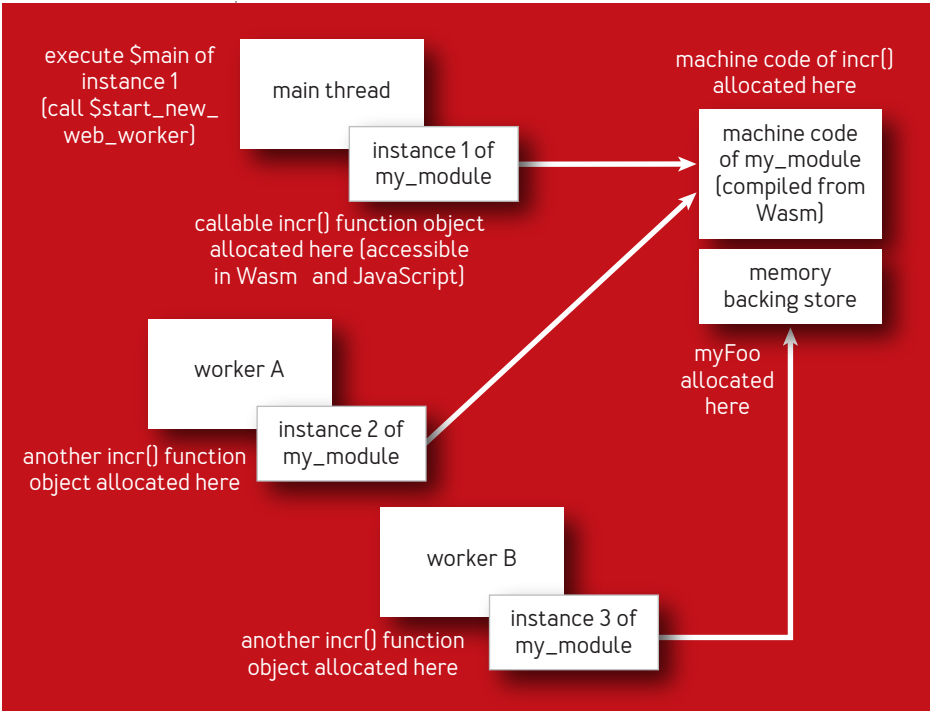 execute $main of
instance 1
(call $start_new_
web_worker)
main thread
instance 1 of
my_module
callable incr() function object
allocated here (accessible
in Wasm and JavaScript)
machine code of incr()
allocated here
machine code
of my_module
(compiled from
Wasm)
memory
backing store
myFoo
allocated
here
worker A
instance 2 of
my_module
another incr() function
object allocated here
worker B
instance 3 of
my_module
another incr() function
object allocated here